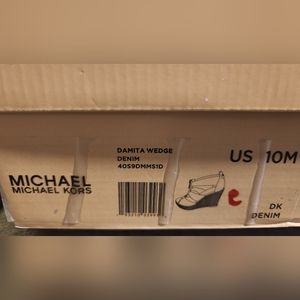 DAMITA WEDGE
DENIM
40S9DMMS1D
US 10M
MICHAEL
MICHAEL KORS
DK
DENIM